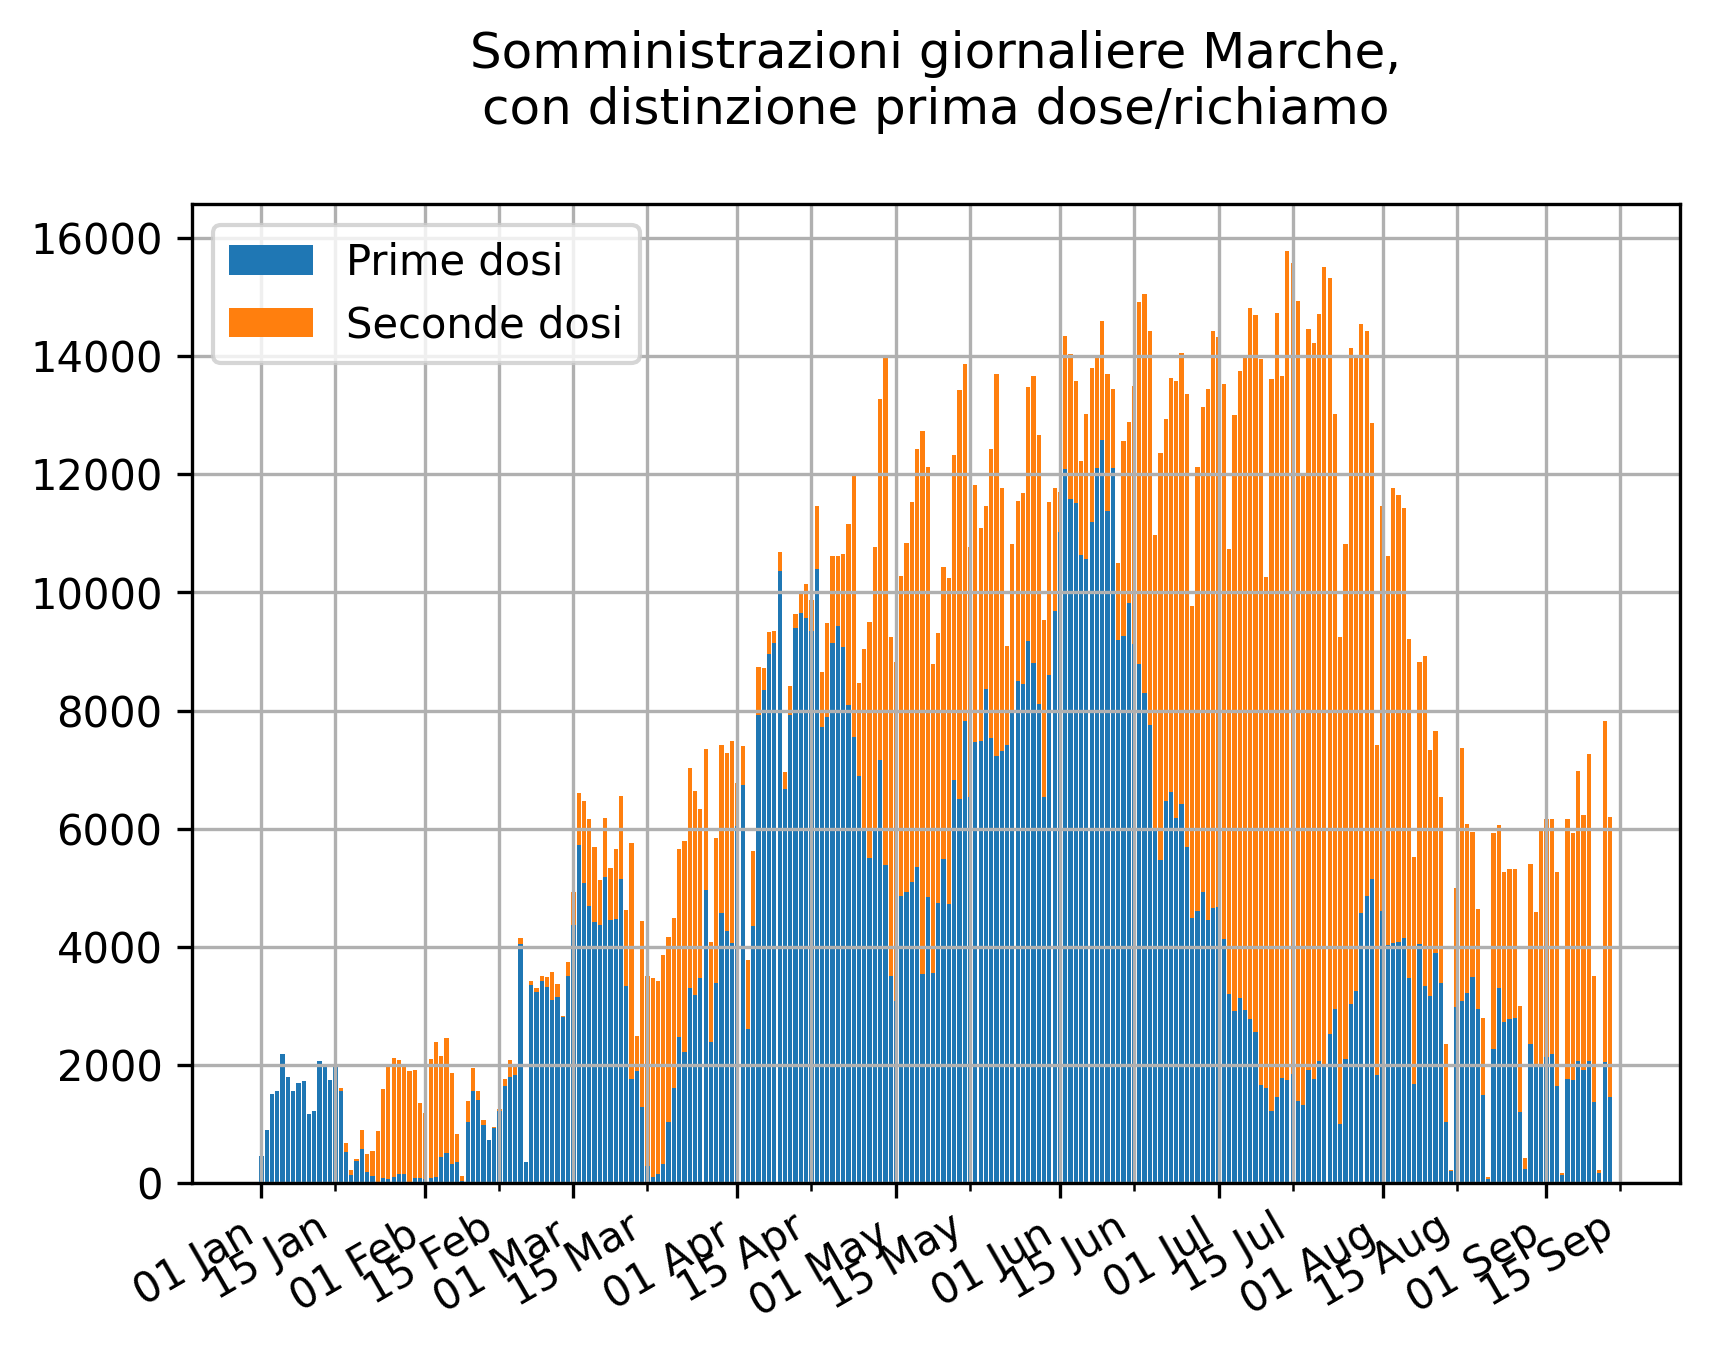 Somministrazioni giornaliere Marche,
con distinzione prima dose/richiamo
Prime dosi
Seconde dosi
16000
14000
12000
10000
8000
6000
4000
2000
0
01 Jan
15 Jan
01 Feb
15 Feb
01 Mar
15 Mar
01 Apr
15 Apr
01 May
15 May
01 Jun
15 Jun
01 Jul
15 Jul
01 Aug
15 Aug
01 Sep
15 Sep